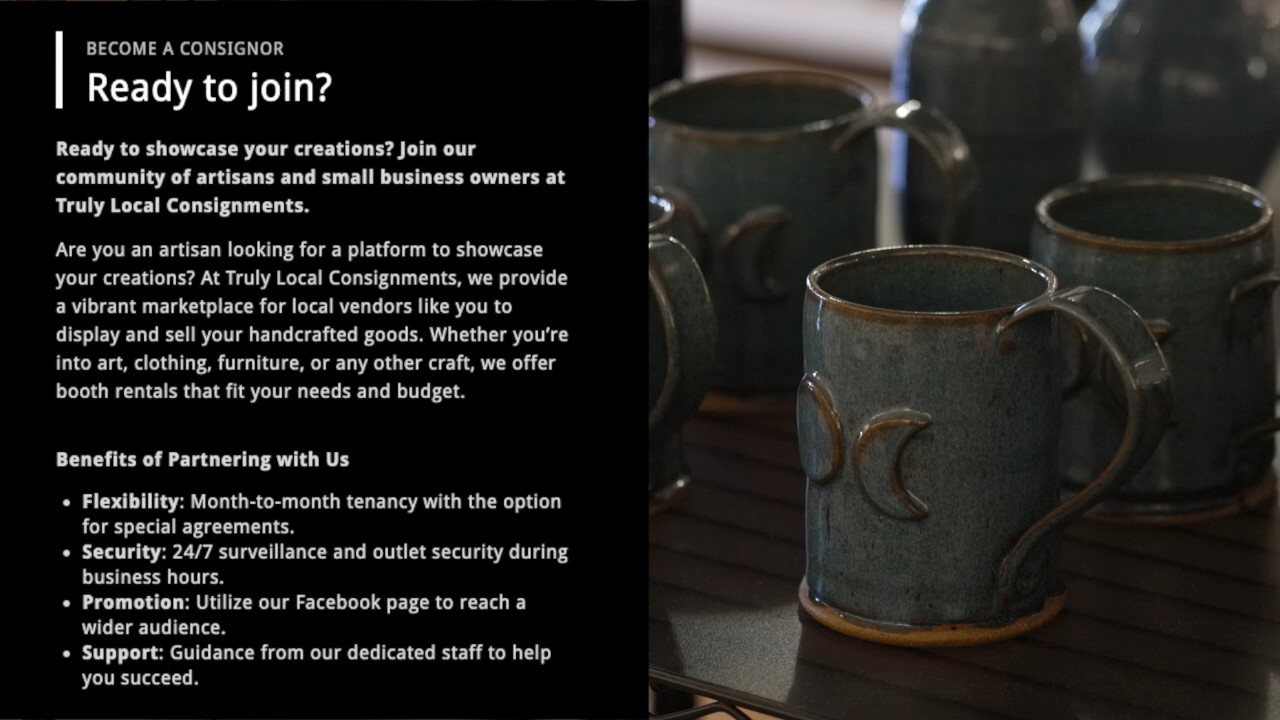 BECOME A CONSIGNOR
Ready to join?
Ready to showcase your creations? Join our
community of artisans and small business owners at
Truly Local Consignments.
Are you an artisan looking for a platform to showcase
your creations? At Truly Local Consignments, we provide
a vibrant marketplace for local vendors like you to
display and sell your handcrafted goods. Whether you’re
into art, clothing, furniture, or any other craft, we offer
booth rentals that fit your needs and budget.
Benefits of Partnering with Us
• Flexibility: Month-to-month tenancy with the option
for special agreements.
• Security: 24/7 surveillance and outlet security during
business hours.
• Promotion: Utilize our Facebook page to reach a
wider audience.
• Support: Guidance from our dedicated staff to help
you succeed.